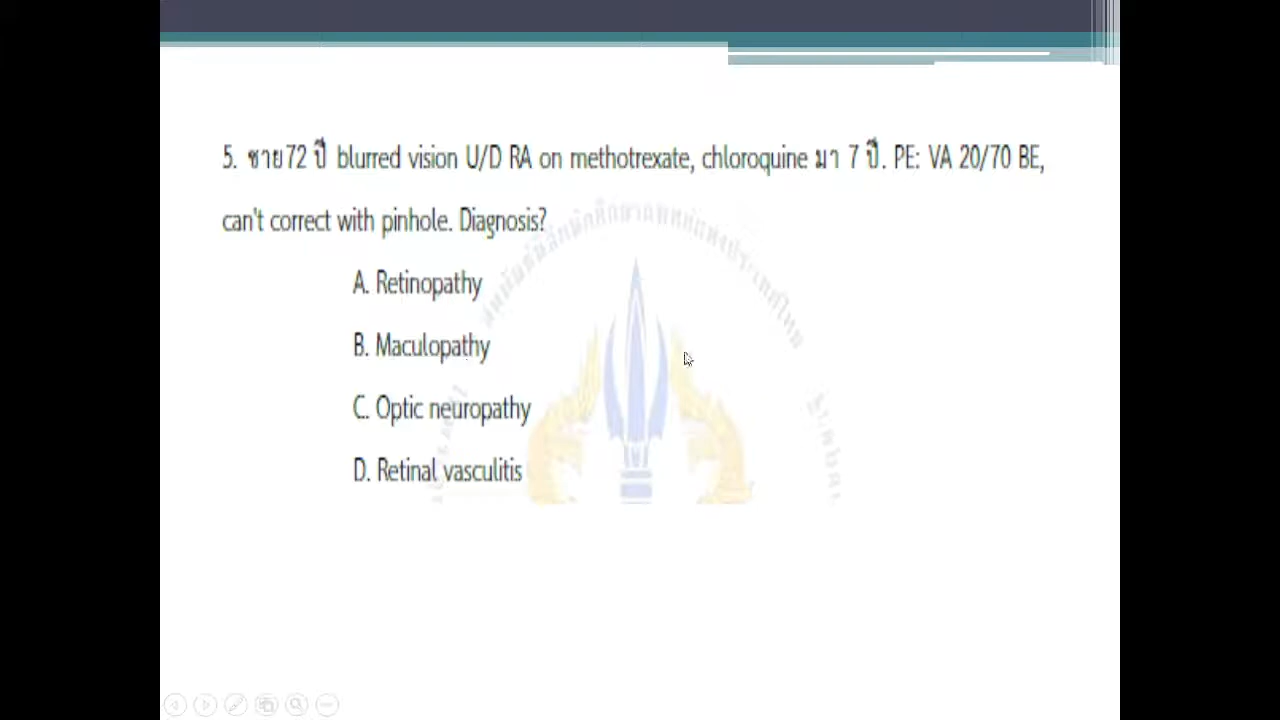 5. ชาย72 ปี blurred vision U/D RA on methotrexate, chloroquine มา 7 ปี. PE: VA 20/70 BE,
can't correct with pinhole. Diagnosis?
A. Retinopathy
B. Maculopathy
C. Optic neuropathy
D. Retinal vasculitis